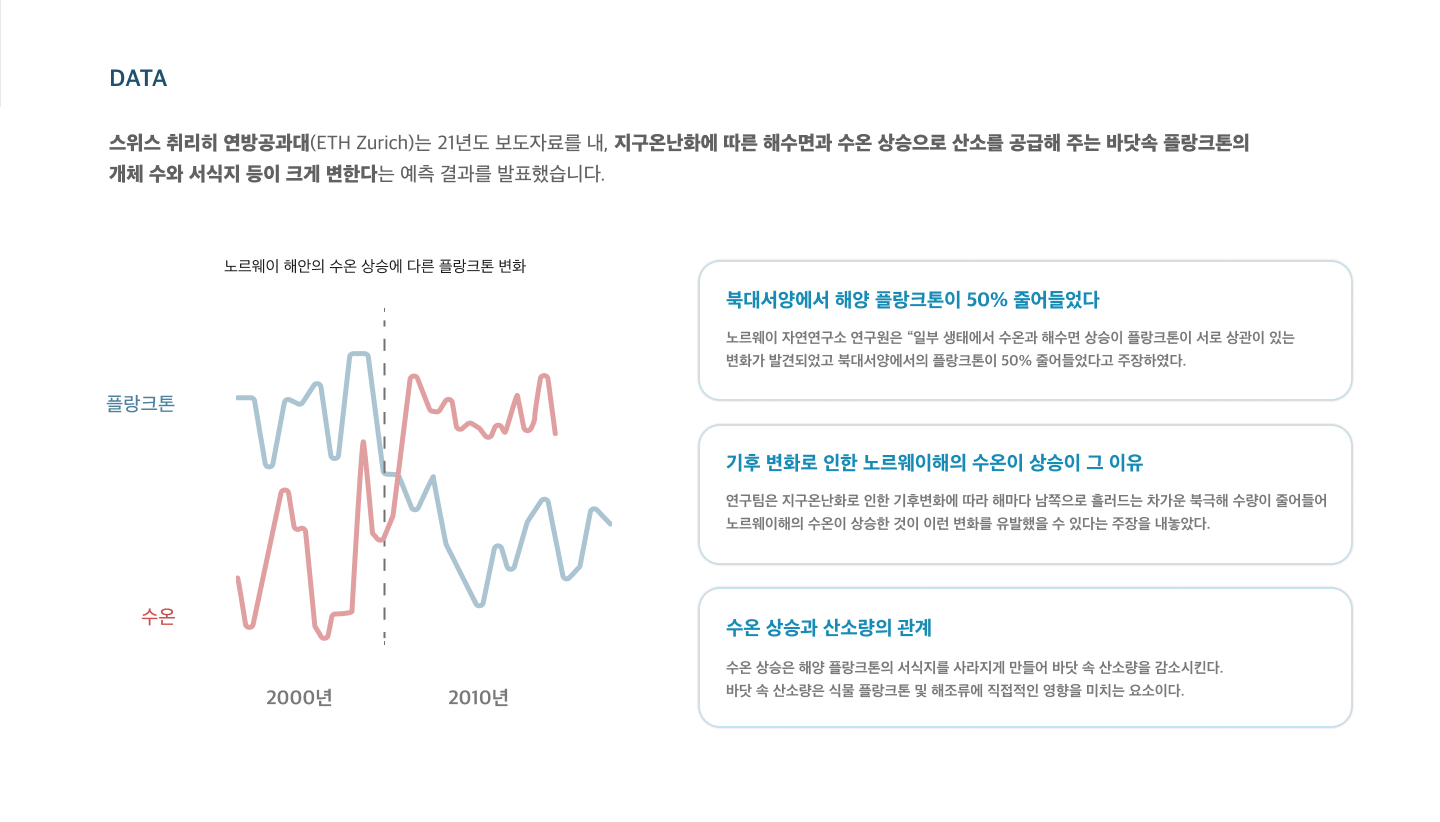 DATA
스위스 취리히 연방공과대(ETH Zurich)는 21년도 보도자료를 내, 지구온난화에 따른 해수면과 수온 상승으로 산소를 공급해 주는 바닷속 플랑크톤의
개체 수와 서식지 등이 크게 변한다는 예측 결과를 발표했습니다.
노르웨이 해안의 수온 상승에 다른 플랑크톤 변화
플랑크톤
수온
2000년
2010년
북대서양에서 해양 플랑크톤이 50% 줄어들었다
노르웨이 자연연구소 연구원은 “일부 생태에서 수온과 해수면 상승이 플랑크톤이 서로 상관이 있는
변화가 발견되었고 북대서양에서의 플랑크톤이 50% 줄어들었다고 주장하였다.
기후 변화로 인한 노르웨이해의 수온이 상승이 그 이유
연구팀은 지구온난화로 인한 기후변화에 따라 해마다 남쪽으로 흘러드는 차가운 북극해 수량이 줄어들어
노르웨이해의 수온이 상승한 것이 이런 변화를 유발했을 수 있다는 주장을 내놓았다.
수온 상승과 산소량의 관계
수온 상승은 해양 플랑크톤의 서식지를 사라지게 만들어 바닷 속 산소량을 감소시킨다.
바닷 속 산소량은 식물 플랑크톤 및 해조류에 직접적인 영향을 미치는 요소이다.